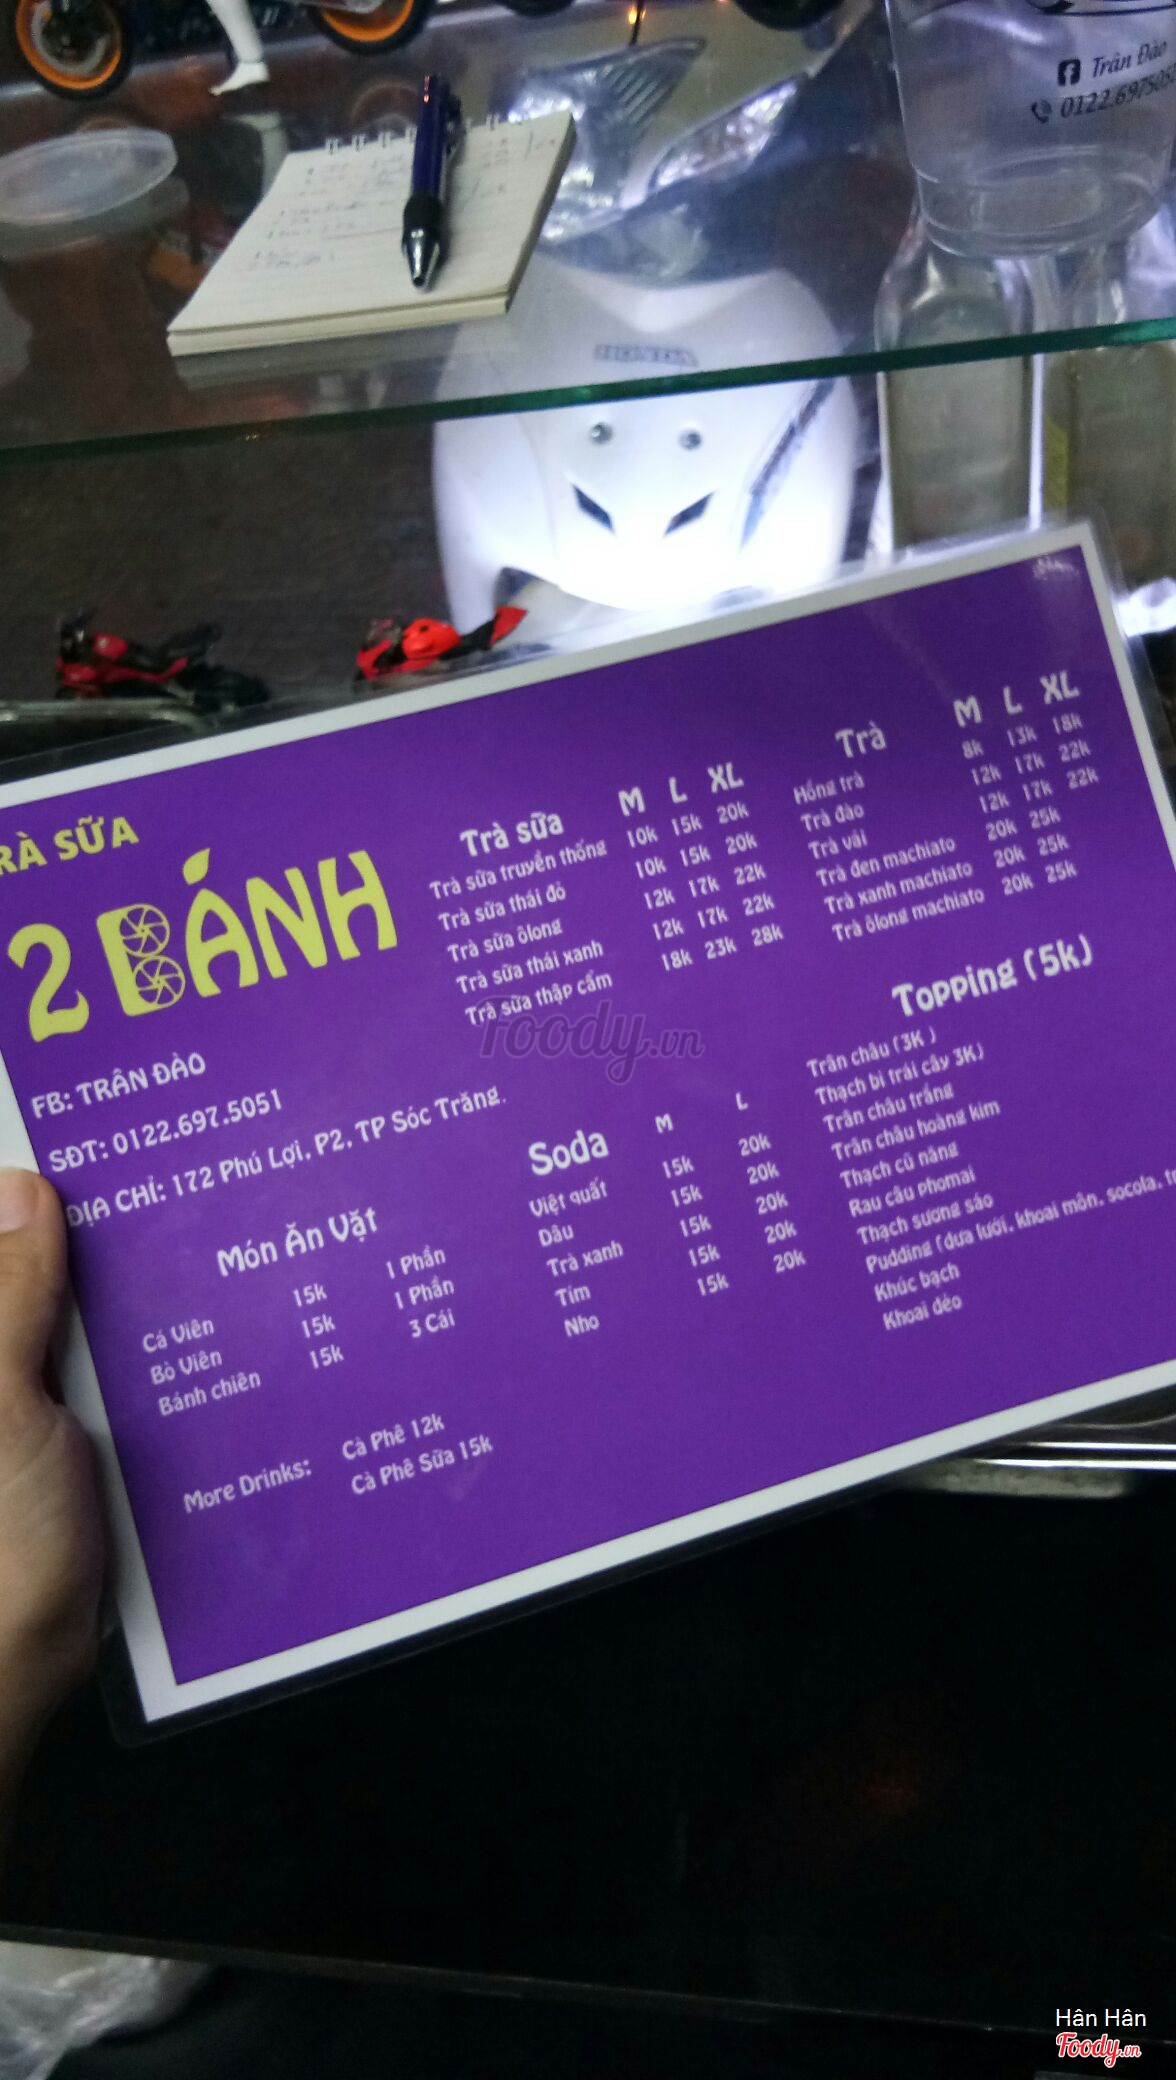 Trân Đào
HONDA
TRÀ SỮA
2 BÁNH
FB: TRÂN ĐÀO
SĐT: 0122.697.5051
ĐỊA CHỈ: 172 Phú Lợi, P2, TP Sóc Trăng.
Trà sữa M L XL
Trà sữa truyền thống 10k 15k 20k
Trà sữa thái đỏ 10k 15k 20k
Trà sữa ôlong 12k 17k 22k
Trà sữa thái xanh 12k 17k 22k
Trà sữa thập cẩm 18k 23k 28k
Trà M L XL
Hồng trà 8k 13k 18k
Trà đào 12k 17k 22k
Trà vải 12k 17k 22k
Trà đen machiato 20k 25k
Trà xanh machiato 20k 25k
Trà ôlong machiato 20k 25k
Topping (5k)
Trân châu (3K )
Thạch bi trái cây 3K)
Trân châu trắng
Trân châu hoàng kim
Thạch củ năng
Rau câu phomai
Thạch sương sáo
Pudding (dưa lưới, khoai môn, socola,
Khúc bạch
Khoai dẻo
Soda M L
Việt quất 15k 20k
Dâu 15k 20k
Trà xanh 15k 20k
Tím 15k 20k
Nho 15k 20k
Món Ăn Vặt
Cá Viên 15k 1 Phần
Bò Viên 15k 1 Phần
Bánh chiên 15k 3 Cái
More Drinks: Cà Phê 12k
Cà Phê Sữa 15k
Foody.vn
Hân Hân
Foody.vn